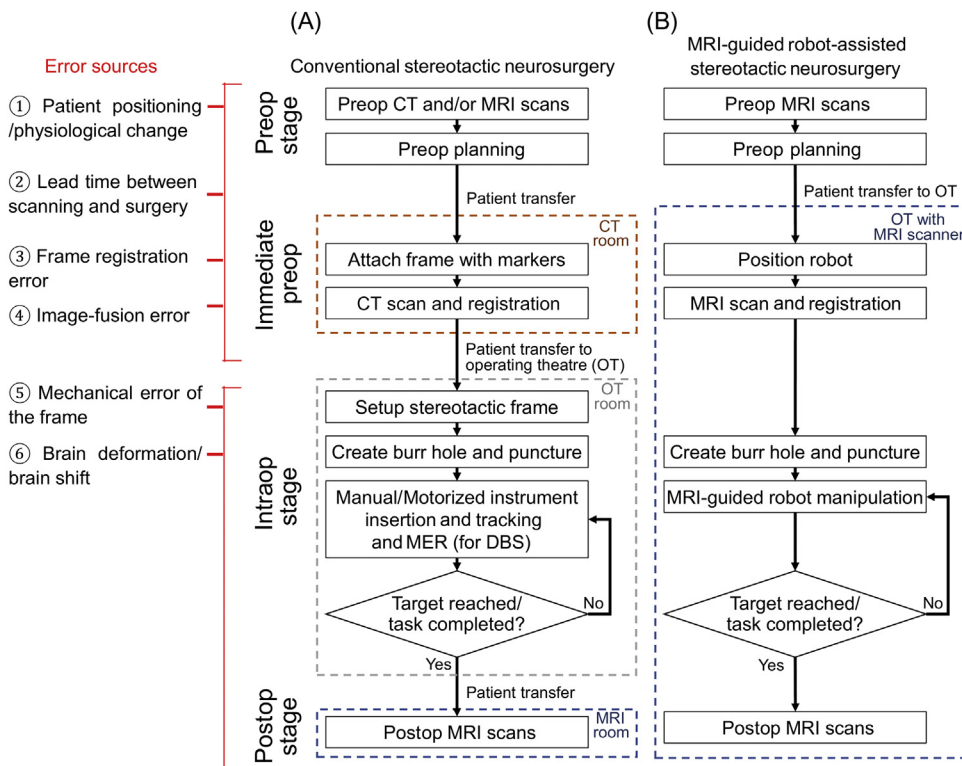 (A)
(B)
Error sources
① Patient positioning
/physiological change
② Lead time between
scanning and surgery
③ Frame registration
error
④ Image-fusion error
⑤ Mechanical error of
the frame
⑥ Brain deformation/
brain shift
Preop
stage
Immediate
preop
Intraop
stage
Postop
stage
Conventional stereotactic neurosurgery
Preop CT and/or MRI scans
Preop planning
Patient transfer
CT
room
Attach frame with markers
CT scan and registration
Patient transfer to
operating theatre (OT)
OT
room
Setup stereotactic frame
Create burr hole and puncture
Manual/Motorized instrument
insertion and tracking
and MER (for DBS)
Target reached/
task completed?
No
Yes
Patient transfer
MRI
room
Postop MRI scans
MRI-guided robot-assisted
stereotactic neurosurgery
Preop MRI scans
Preop planning
Patient transfer to OT
OT with
MRI scanner
Position robot
MRI scan and registration
Create burr hole and puncture
MRI-guided robot manipulation
Target reached/
task completed?
No
Yes
Postop MRI scans